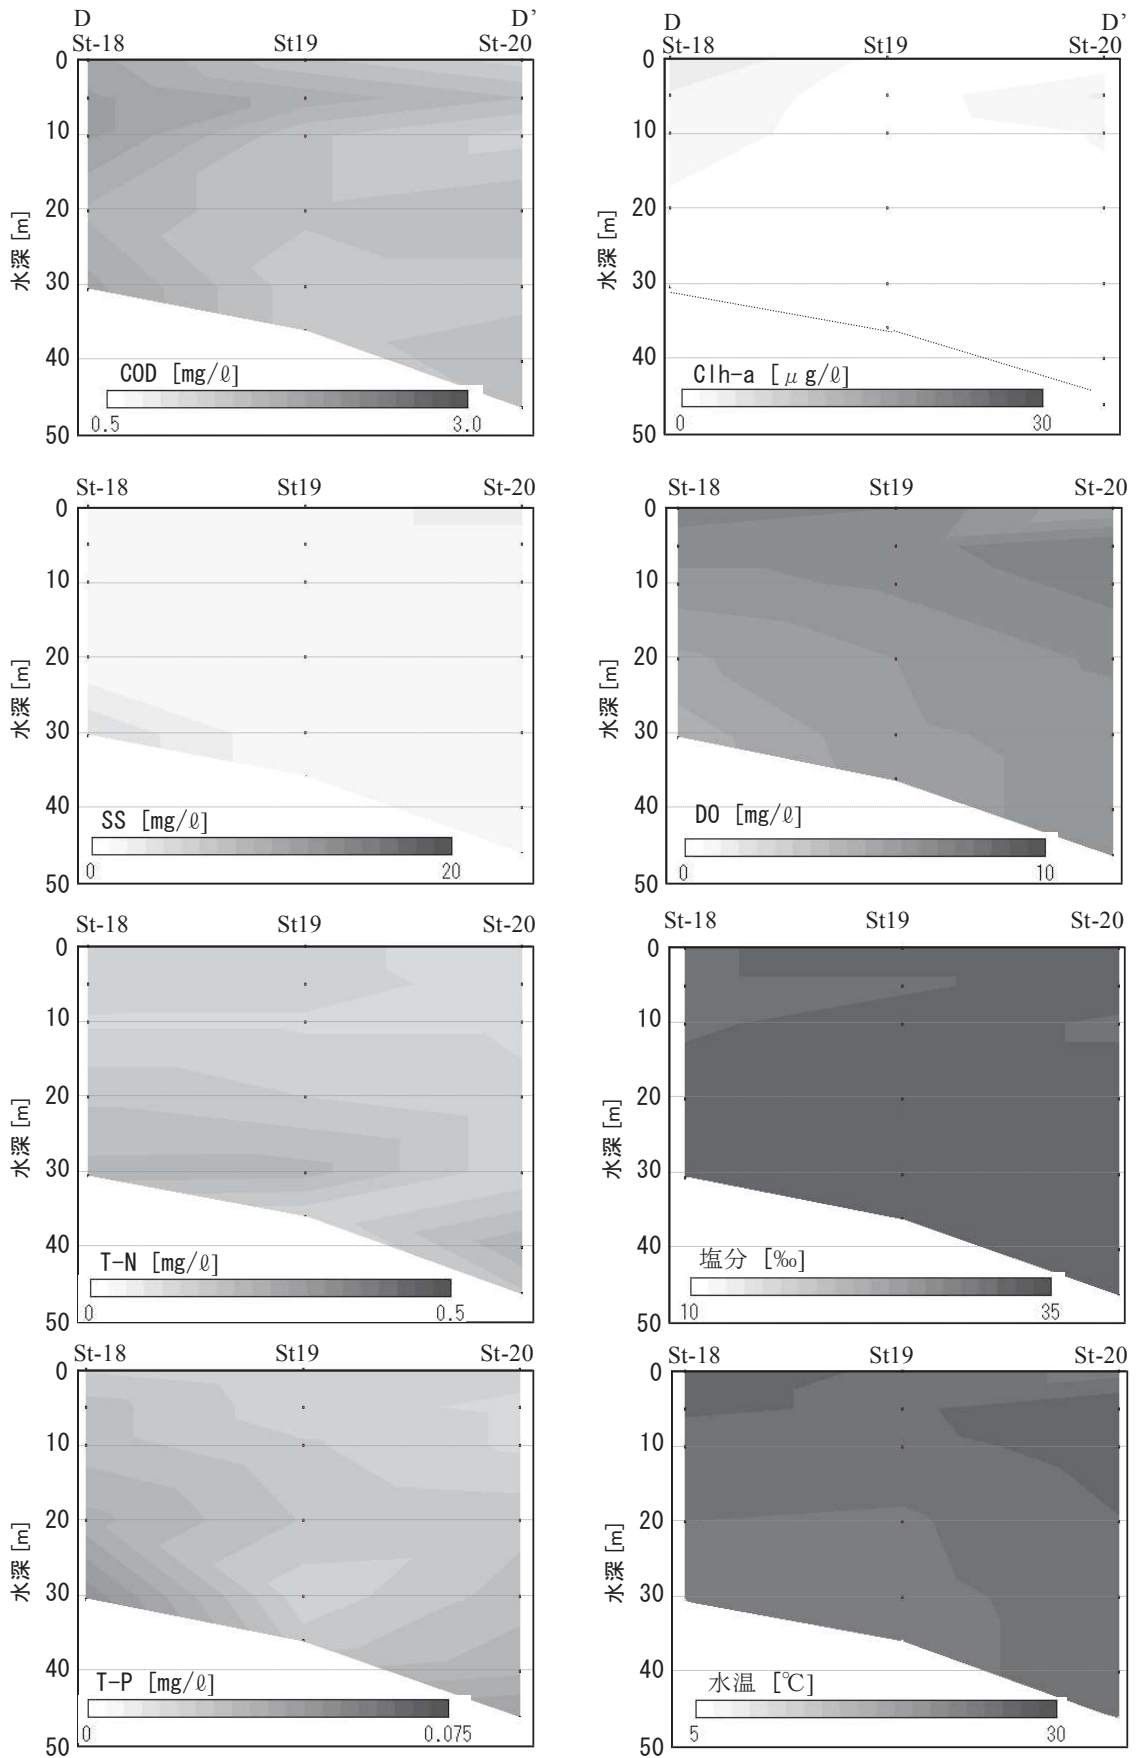 D D'
St-18 St19 St-20
0
10
20
30
40
50
水深 [m]
COD [mg/ℓ]
0.5 3.0
D D'
St-18 St19 St-20
0
10
20
30
40
50
水深 [m]
Clh-a [μg/ℓ]
0 30
St-18 St19 St-20
0
10
20
30
40
50
水深 [m]
SS [mg/ℓ]
0 20
St-18 St19 St-20
0
10
20
30
40
50
水深 [m]
DO [mg/ℓ]
0 10
St-18 St19 St-20
0
10
20
30
40
50
水深 [m]
T-N [mg/ℓ]
0 0.5
St-18 St19 St-20
0
10
20
30
40
50
水深 [m]
塩分 [‰]
10 35
St-18 St19 St-20
0
10
20
30
40
50
水深 [m]
T-P [mg/ℓ]
0 0.075
St-18 St19 St-20
0
10
20
30
40
50
水深 [m]
水温 [℃]
5 30